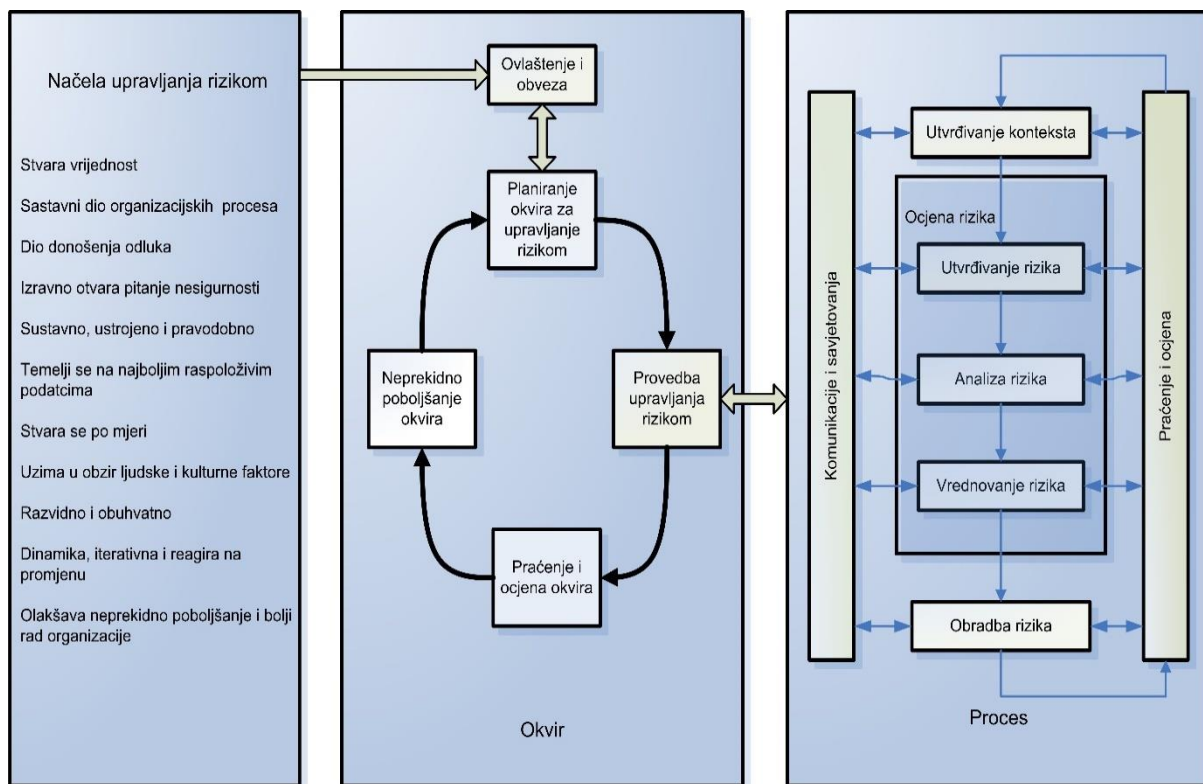 Načela upravljanja rizikom
Stvara vrijednost
Sastavni dio organizacijskih procesa
Dio donošenja odluka
Izravno otvara pitanje nesigurnosti
Sustavno, ustrojeno i pravodobno
Temelji se na najboljim raspoloživim
podatcima
Stvara se po mjeri
Uzima u obzir ljudske i kulturne faktore
Razvidno i obuhvatno
Dinamika, iterativna i reagira na
promjenu
Olakšava neprekidno poboljšanje i bolji
rad organizacije
Ovlaštenje i
obveza
Planiranje
okvira za
upravljanje
rizikom
Neprekidno
poboljšanje
okvira
Provedba
upravljanja
rizikom
Praćenje i
ocjena okvira
Okvir
Komunikacije i savjetovanja
Utvrđivanje konteksta
Ocjena rizika
Utvrđivanje rizika
Analiza rizika
Vrednovanje rizika
Obradba rizika
Praćenje i ocjena
Proces